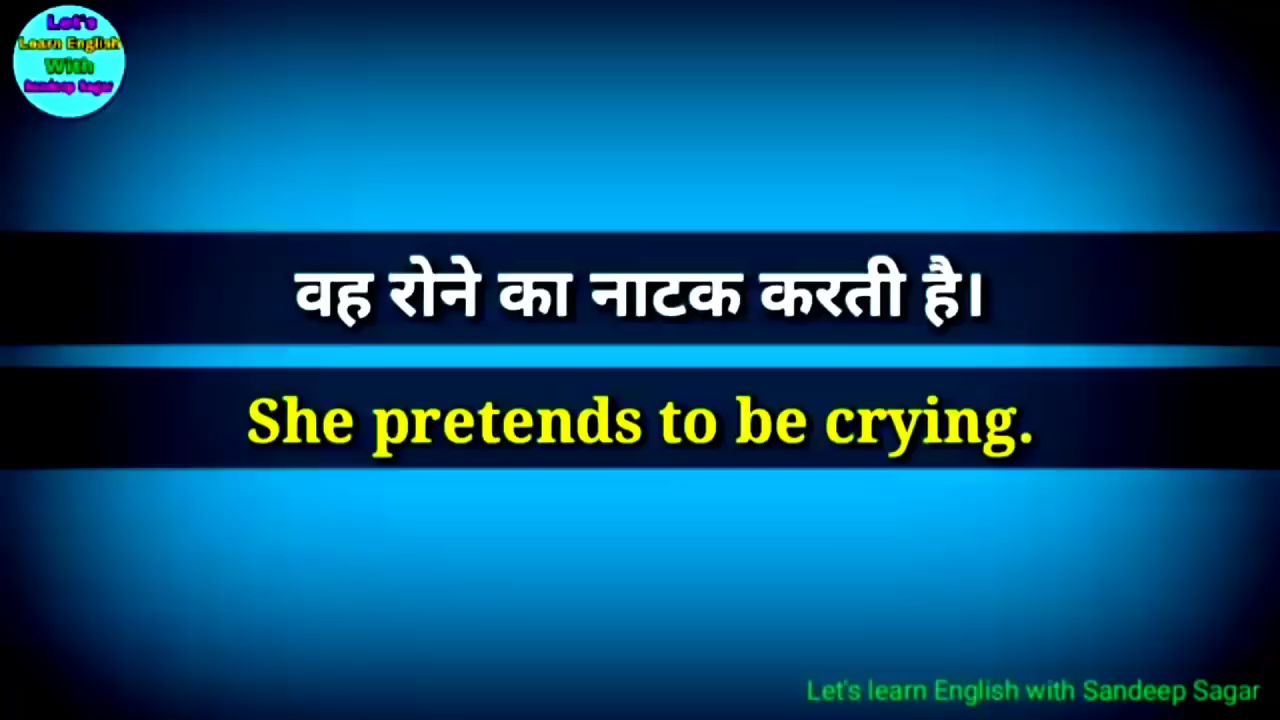 Let's
Learn English
With
Sandeep Sagar
वह रोने का नाटक करती है।
She pretends to be crying.
Let's learn English with Sandeep Sagar